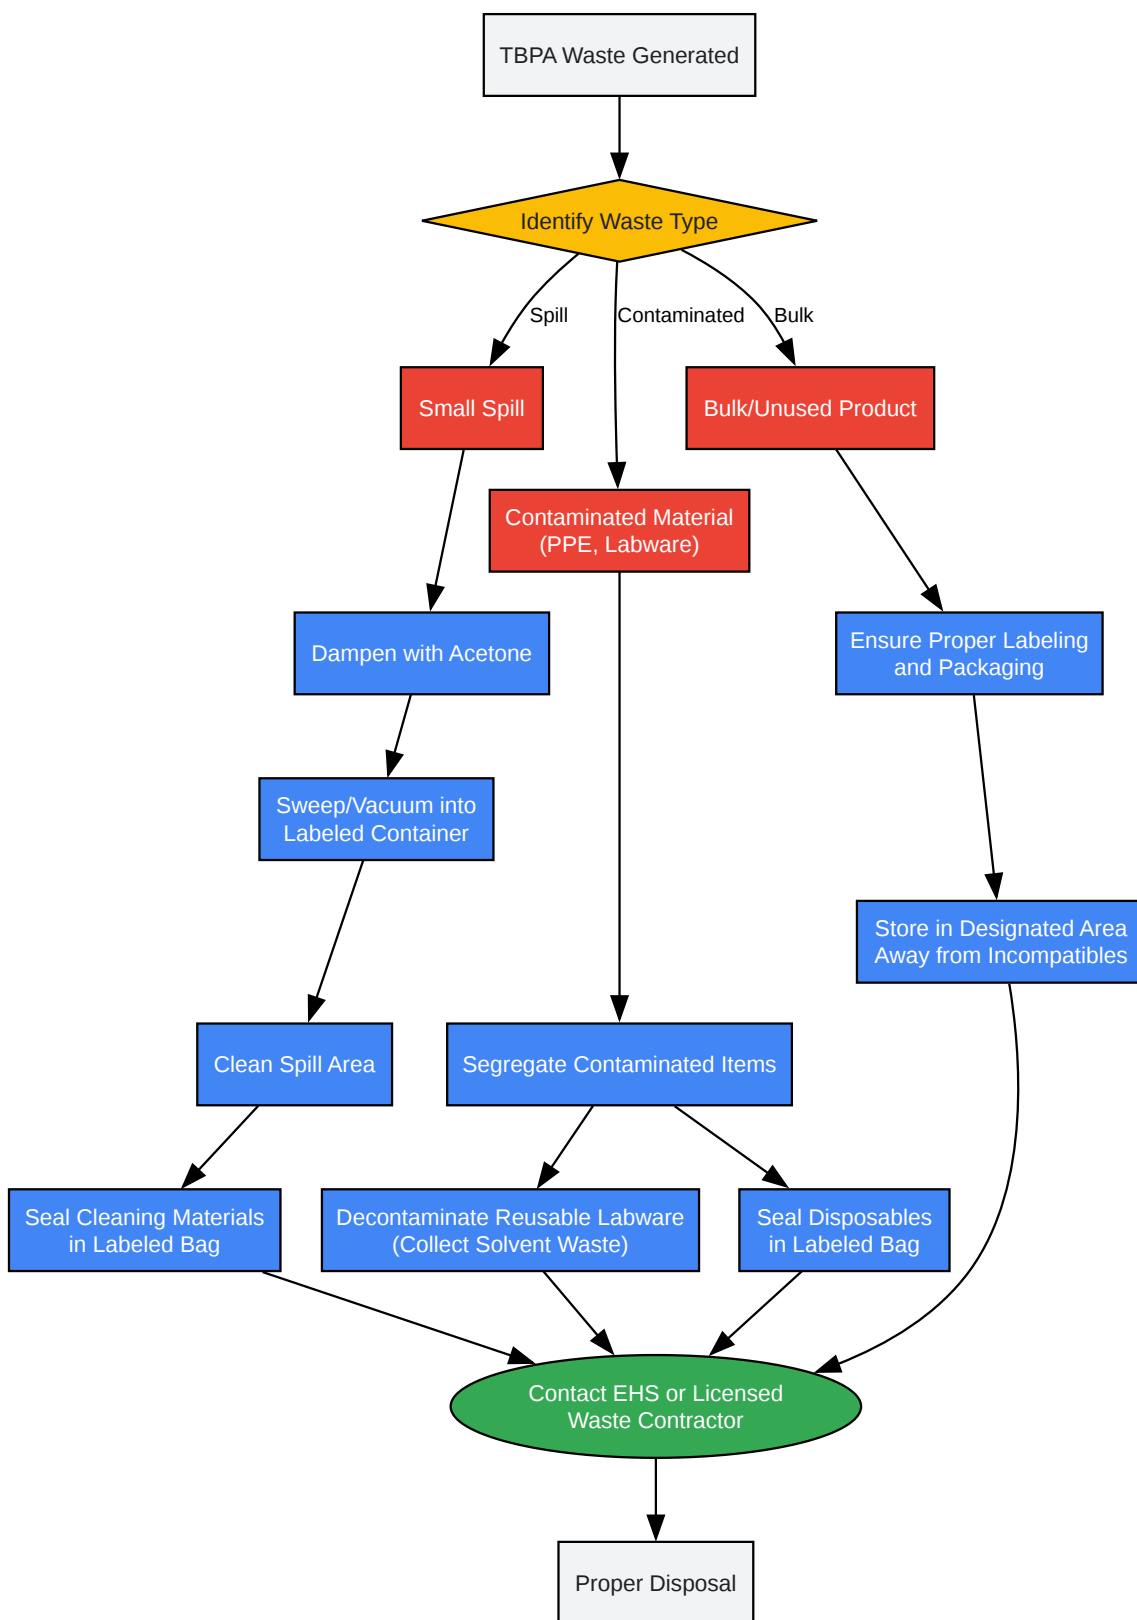 TBPA Waste Generated
Identify Waste Type
Spill
Contaminated
Bulk
Small Spill
Bulk/Unused Product
Contaminated Material
(PPE, Labware)
Dampen with Acetone
Ensure Proper Labeling
and Packaging
Sweep/Vacuum into
Labeled Container
Store in Designated Area
Away from Incompatibles
Clean Spill Area
Segregate Contaminated Items
Seal Cleaning Materials
in Labeled Bag
Decontaminate Reusable Labware
(Collect Solvent Waste)
Seal Disposables
in Labeled Bag
Contact EHS or Licensed
Waste Contractor
Proper Disposal